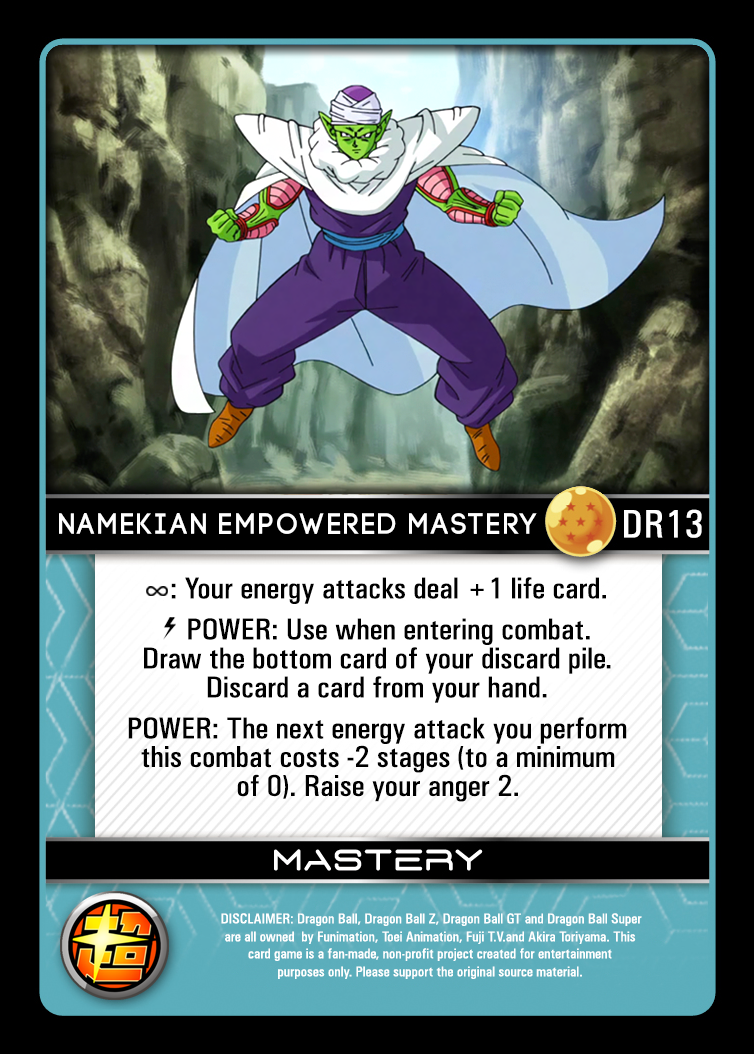 NAMEKIAN EMPOWERED MASTERY DR13
∞: Your energy attacks deal +1 life card.
POWER: Use when entering combat.
Draw the bottom card of your discard pile.
Discard a card from your hand.
POWER: The next energy attack you perform
this combat costs -2 stages (to a minimum
of 0). Raise your anger 2.
MASTERY
DISCLAIMER: Dragon Ball, Dragon Ball Z, Dragon Ball GT and Dragon Ball Super
are all owned by Funimation, Toei Animation, Fuji T.V.and Akira Toriyama. This
card game is a fan-made, non-profit project created for entertainment
purposes only. Please support the original source material.
超